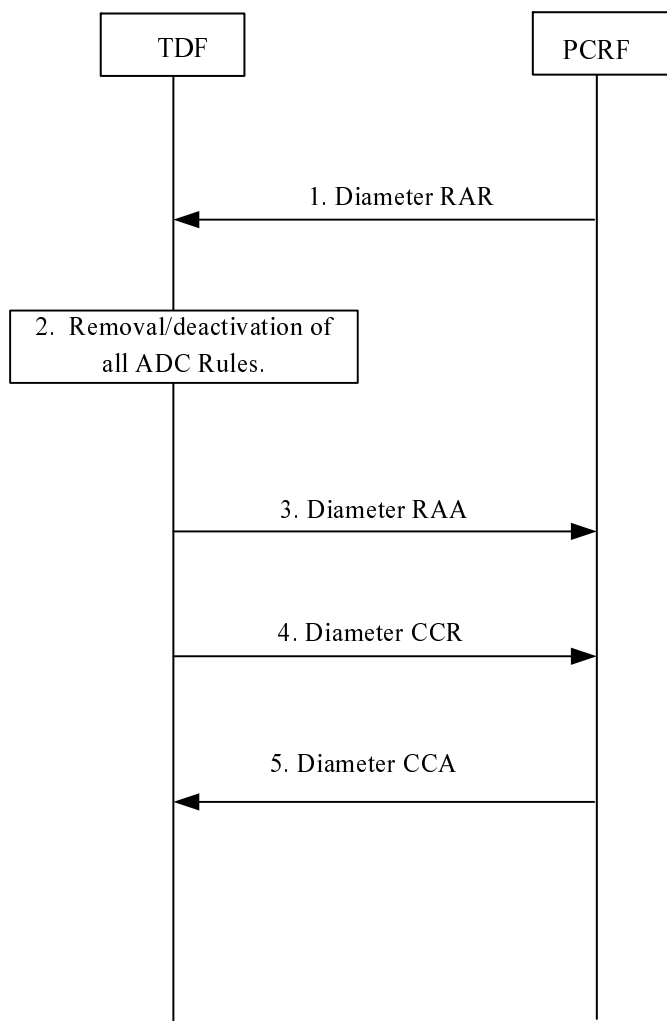 TDF
PCRF
1. Diameter RAR
2. Removal/deactivation of
all ADC Rules.
3. Diameter RAA
4. Diameter CCR
5. Diameter CCA